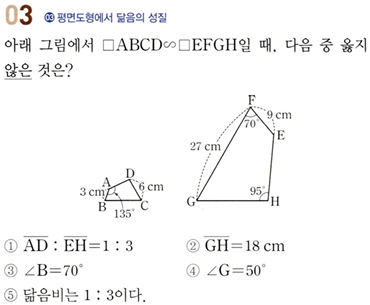 03 03 평면도형에서 닮음의 성질
아래 그림에서 □ABCD∽□EFGH일 때, 다음 중 옳지
않은 것은?
F
70°
9 cm
E
27 cm
D
A
3 cm
6 cm
B
135°
C
95°
G
H
① AD : EH=1 : 3
② GH=18 cm
③ ∠B=70°
④ ∠G=50°
⑤ 닮음비는 1 : 3이다.